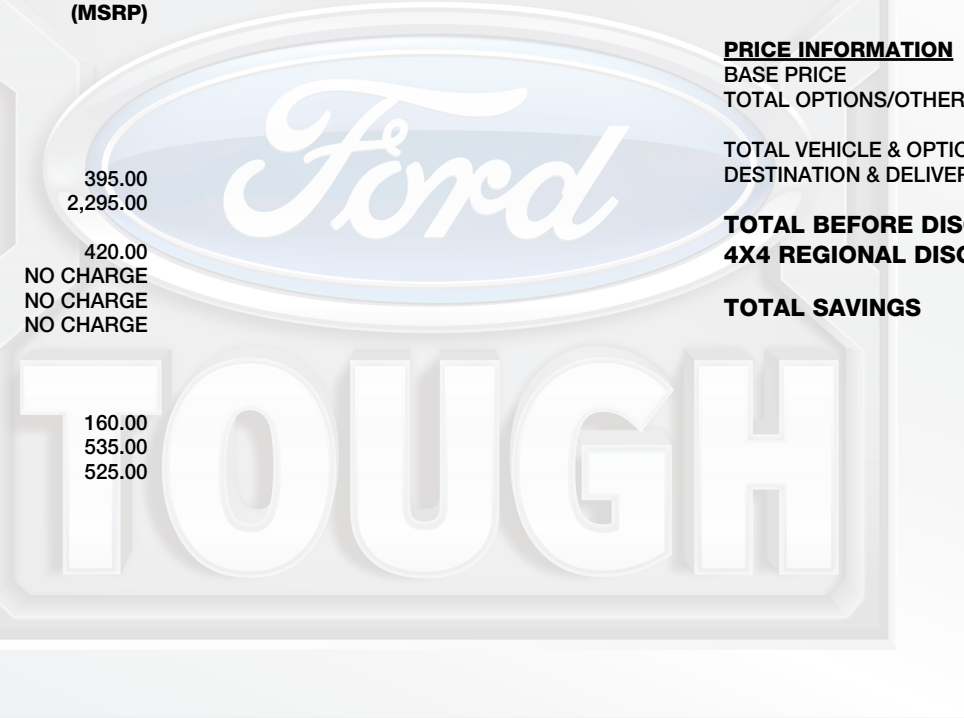 (MSRP)
395.00
2,295.00
420.00
NO CHARGE
NO CHARGE
NO CHARGE
160.00
535.00
525.00
PRICE INFORMATION
BASE PRICE
TOTAL OPTIONS/OTHER
TOTAL VEHICLE & OPTIO
DESTINATION & DELIVER
TOTAL BEFORE DISC
4X4 REGIONAL DISC
TOTAL SAVINGS
Ford
TOUGH